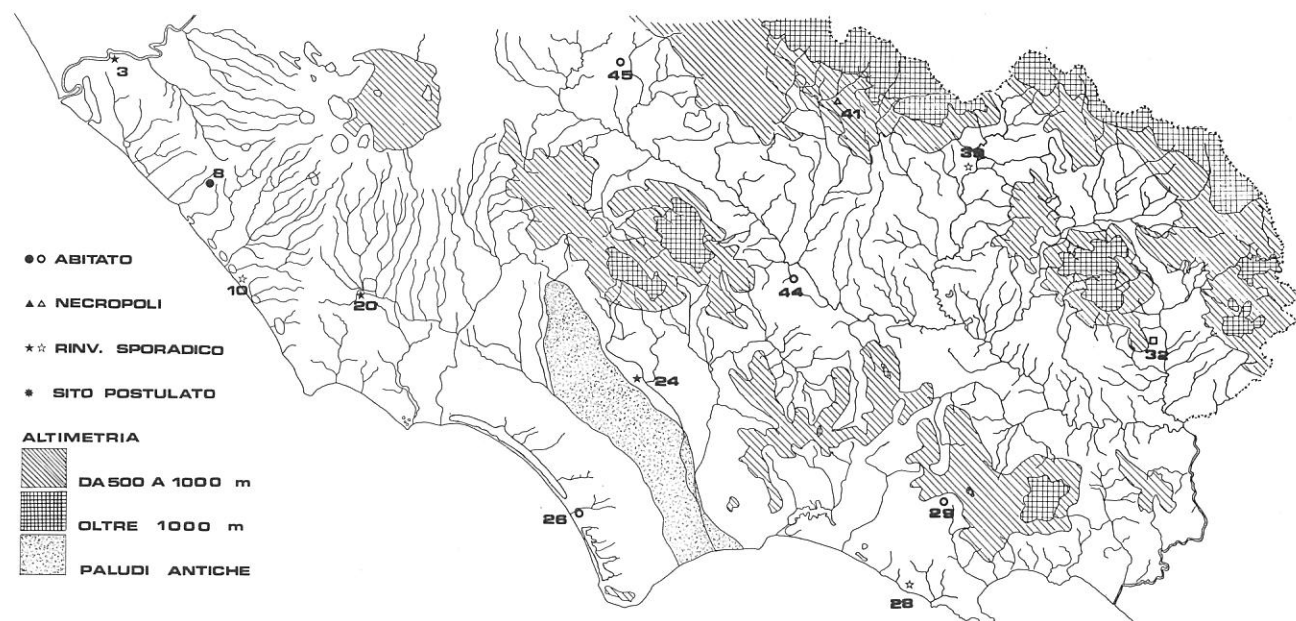 3
45
41
8
39
ABITATO
10
44
NECROPOLI
20
RINV. SPORADICO
32
24
SITO POSTULATO
ALTIMETRIA
DA 500 A 1000 m
OLTRE 1000 m
26
29
PALUDI ANTICHE
28